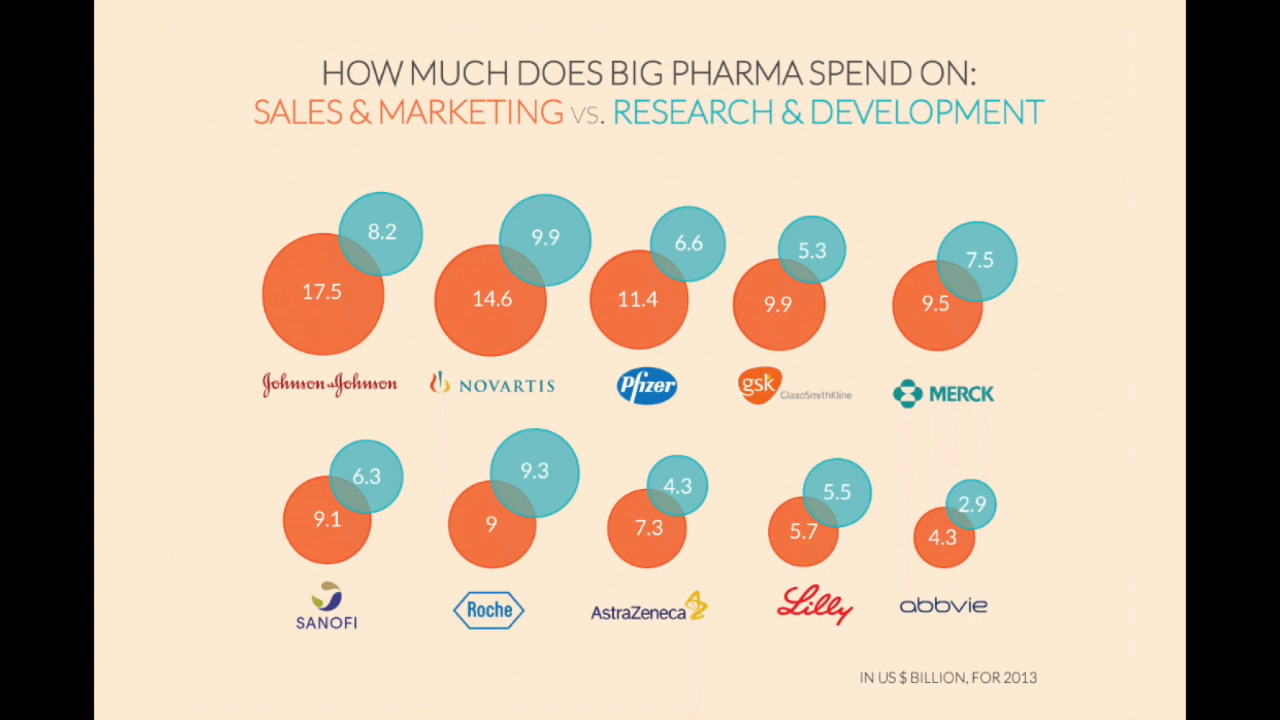 HOW MUCH DOES BIG PHARMA SPEND ON:
SALES & MARKETING VS. RESEARCH & DEVELOPMENT
8.2
17.5
9.9
14.6
6.6
11.4
5.3
9.9
7.5
9.5
Johnson & Johnson
NOVARTIS
Pfizer
gsk
GlaxoSmithKline
MERCK
6.3
9.1
9.3
9
4.3
7.3
5.5
5.7
2.9
4.3
SANOFI
Roche
AstraZeneca
Lilly
abbvie
IN US $ BILLION, FOR 2013